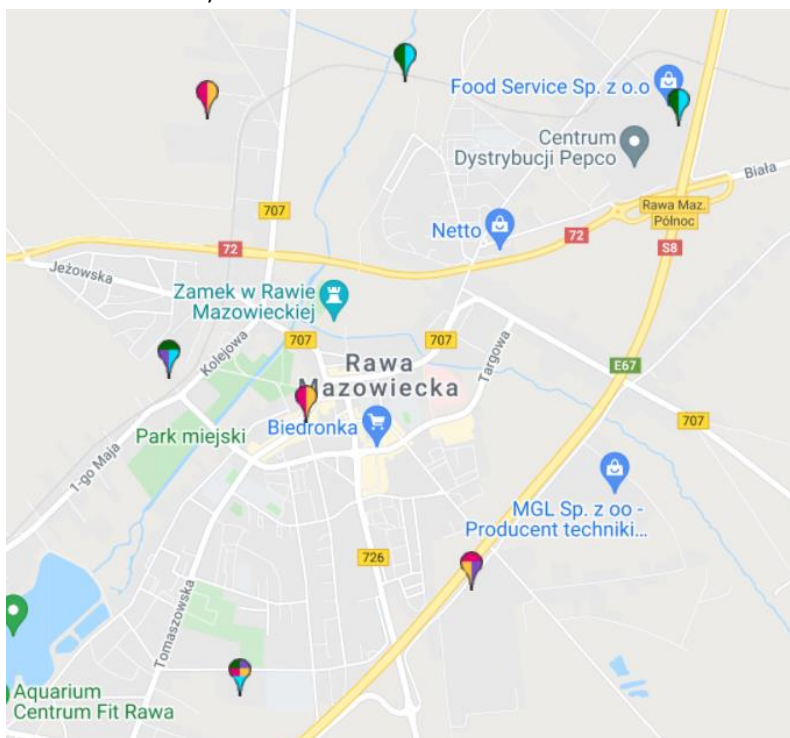 Food Service Sp. z o.o
Centrum
Dystrybucji Pepco
Biała
Rawa Maz.
Północ
707
Netto
72
72
S8
Jeżowska
Zamek w Rawie
Mazowieckiej
Kolejowa
707
707
707
Rawa
Mazowiecka
Targowa
E67
Park miejski
Biedronka
707
1-go Maja
MGL Sp. z oo -
Producent techniki...
726
Tomaszowska
Aquarium
Centrum Fit Rawa